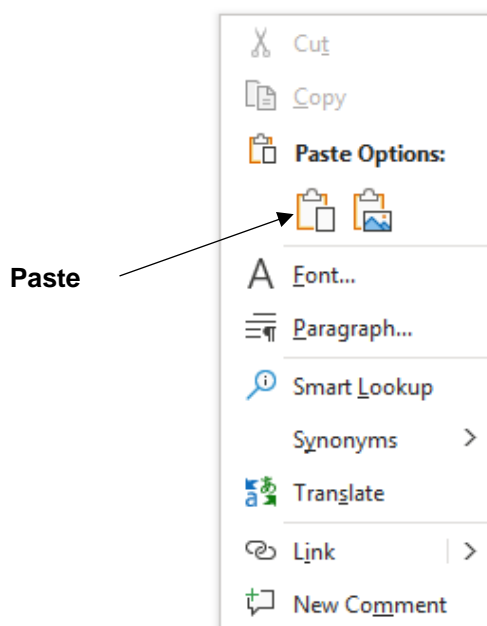 Cut
Copy
Paste Options:
Paste
Font...
Paragraph...
Smart Lookup
Synonyms
Translate
Link
New Comment